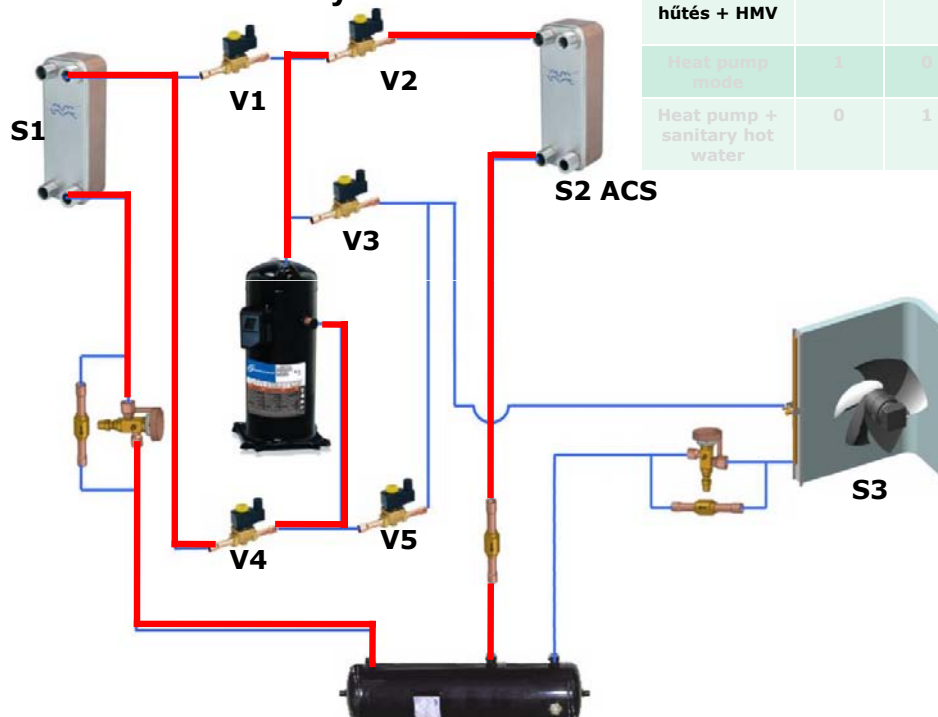 hűtés + HMV
Heat pump mode 1 0
Heat pump + sanitary hot water 0 1
V1
V2
S1
S2 ACS
V3
S3
V4
V5